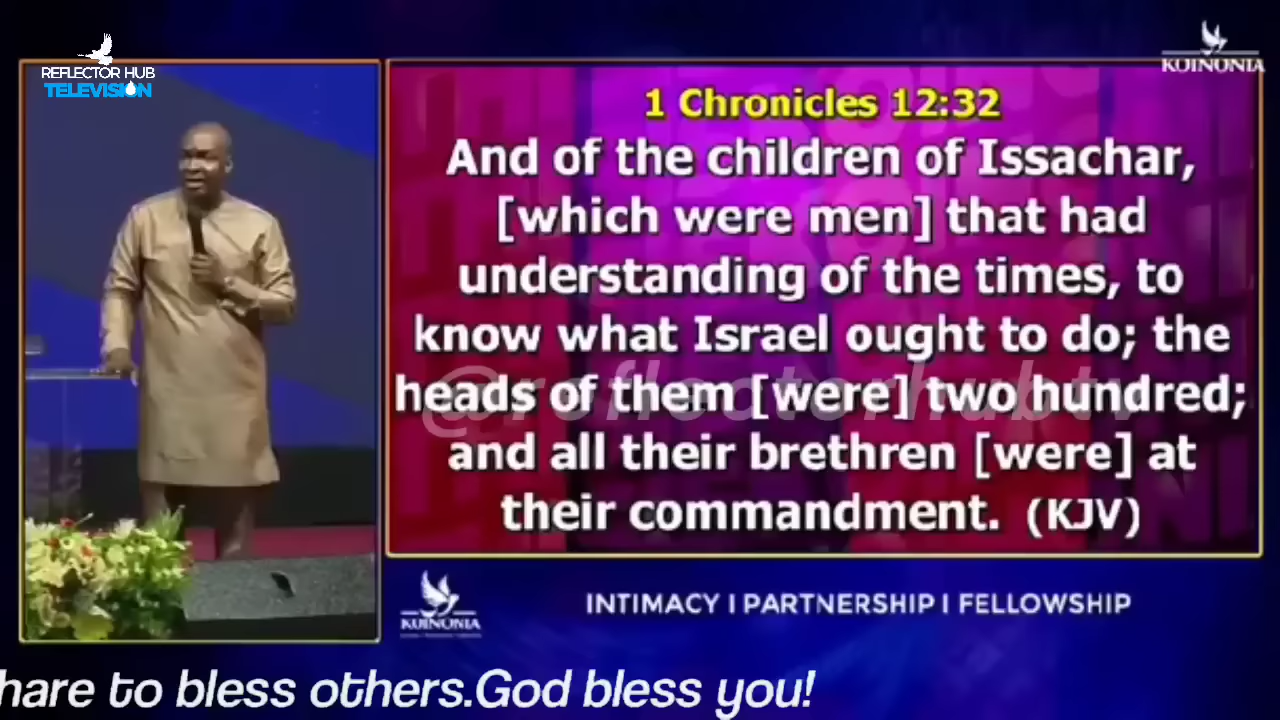 REFLECTOR HUB
TELEVISION
KOINONIA
1 Chronicles 12:32
And of the children of Issachar,
[which were men] that had
understanding of the times, to
know what Israel ought to do; the
heads of them [were] two hundred;
and all their brethren [were] at
their commandment. (KJV)
@reflectorhubtv
KOINONIA
INTIMACY I PARTNERSHIP I FELLOWSHIP
hare to bless others.God bless you!